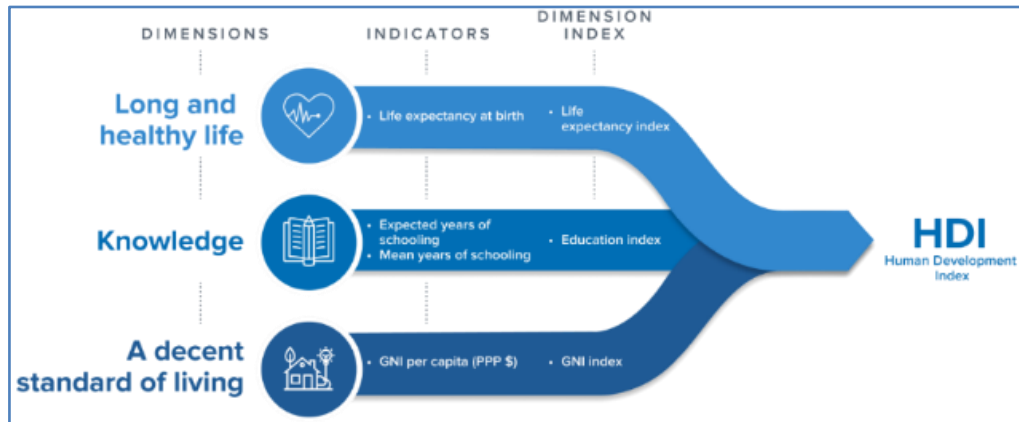 DIMENSIONS
INDICATORS
DIMENSION
INDEX
Long and
healthy life
• Life expectancy at birth
• Life
expectancy index
Knowledge
• Expected years of
schooling
• Mean years of schooling
• Education index
A decent
standard of living
• GNI per capita (PPP $)
• GNI index
HDI
Human Development
Index